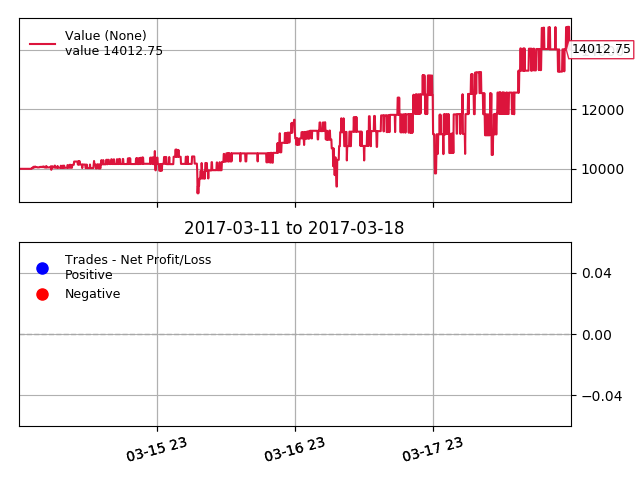 Value (None)
value 14012.75
14012.75
12000
10000
2017-03-11 to 2017-03-18
Trades - Net Profit/Loss
Positive
Negative
0.04
0.00
−0.04
03-15 23
03-16 23
03-17 23